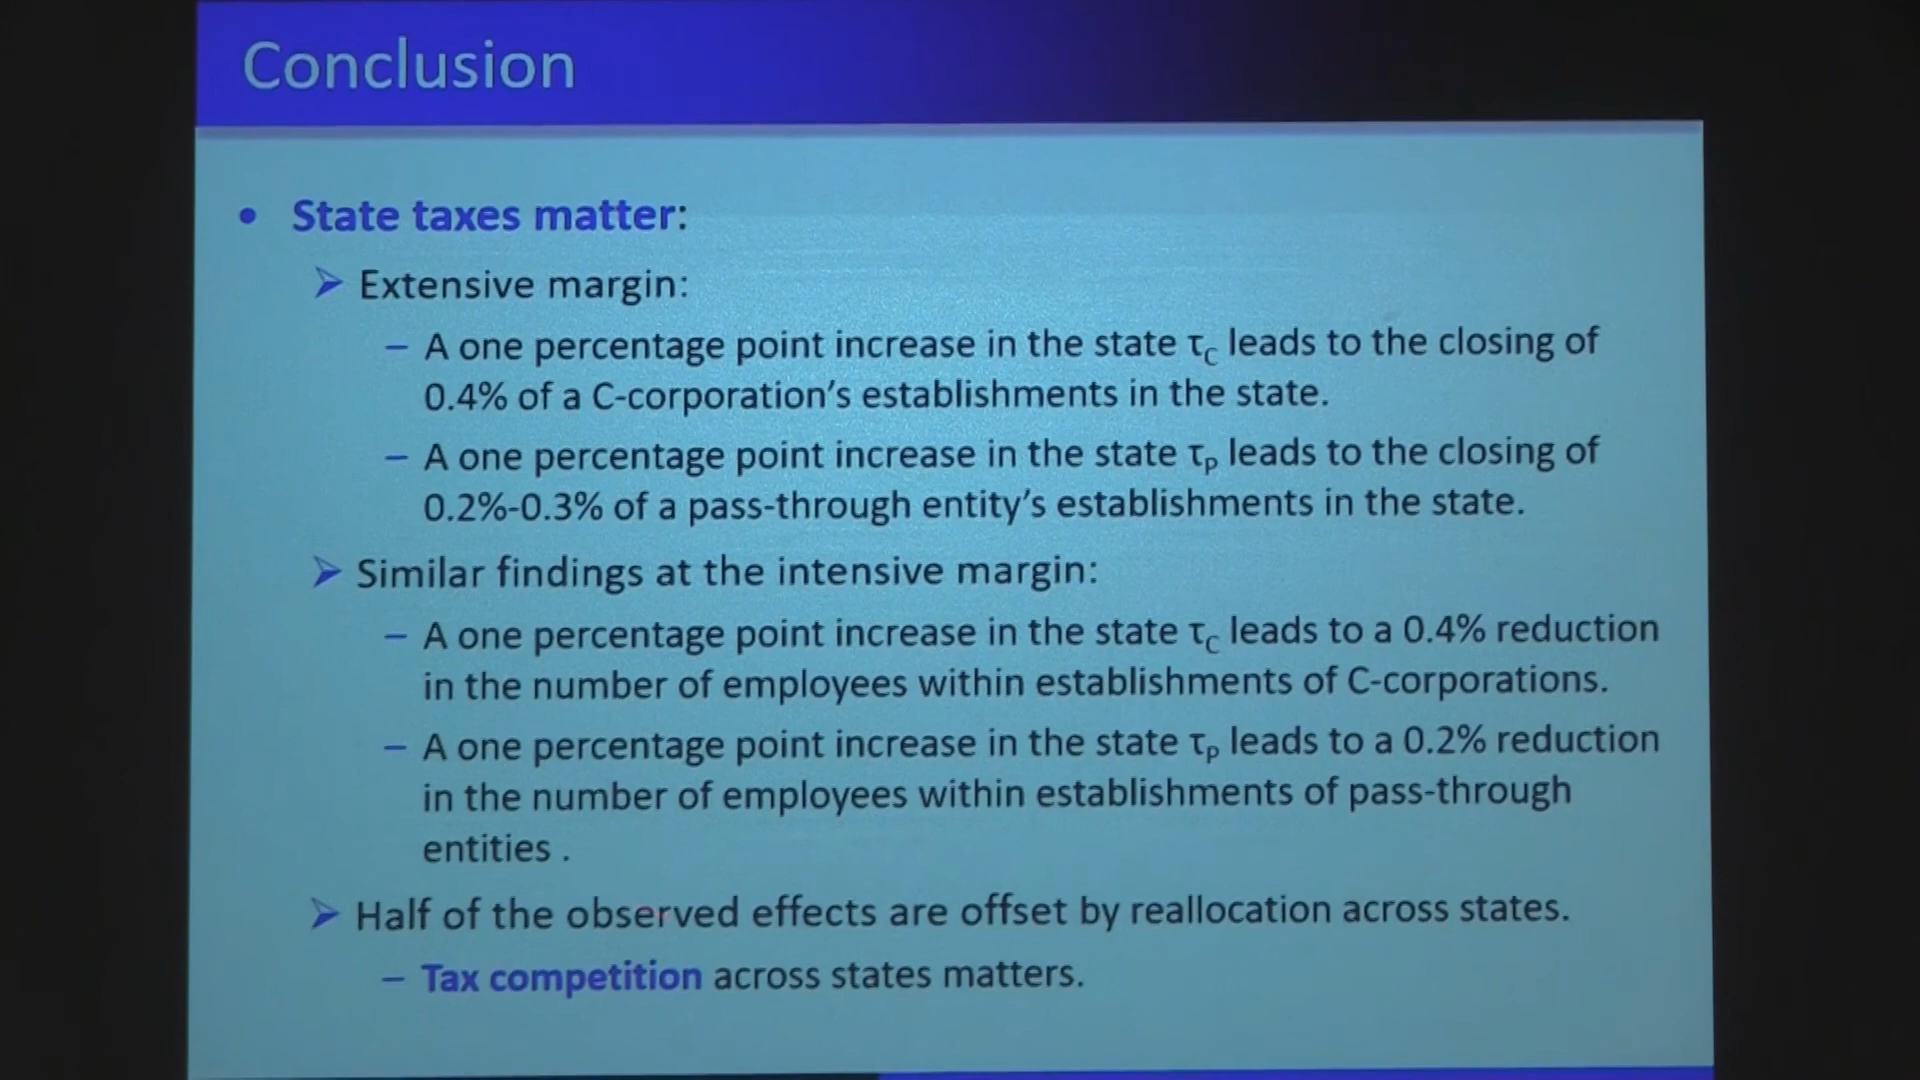 Conclusion
• State taxes matter:
➢ Extensive margin:
– A one percentage point increase in the state τC leads to the closing of
0.4% of a C-corporation's establishments in the state.
– A one percentage point increase in the state τP leads to the closing of
0.2%-0.3% of a pass-through entity's establishments in the state.
➢ Similar findings at the intensive margin:
– A one percentage point increase in the state τC leads to a 0.4% reduction
in the number of employees within establishments of C-corporations.
– A one percentage point increase in the state τP leads to a 0.2% reduction
in the number of employees within establishments of pass-through
entities .
➢ Half of the observed effects are offset by reallocation across states.
– Tax competition across states matters.